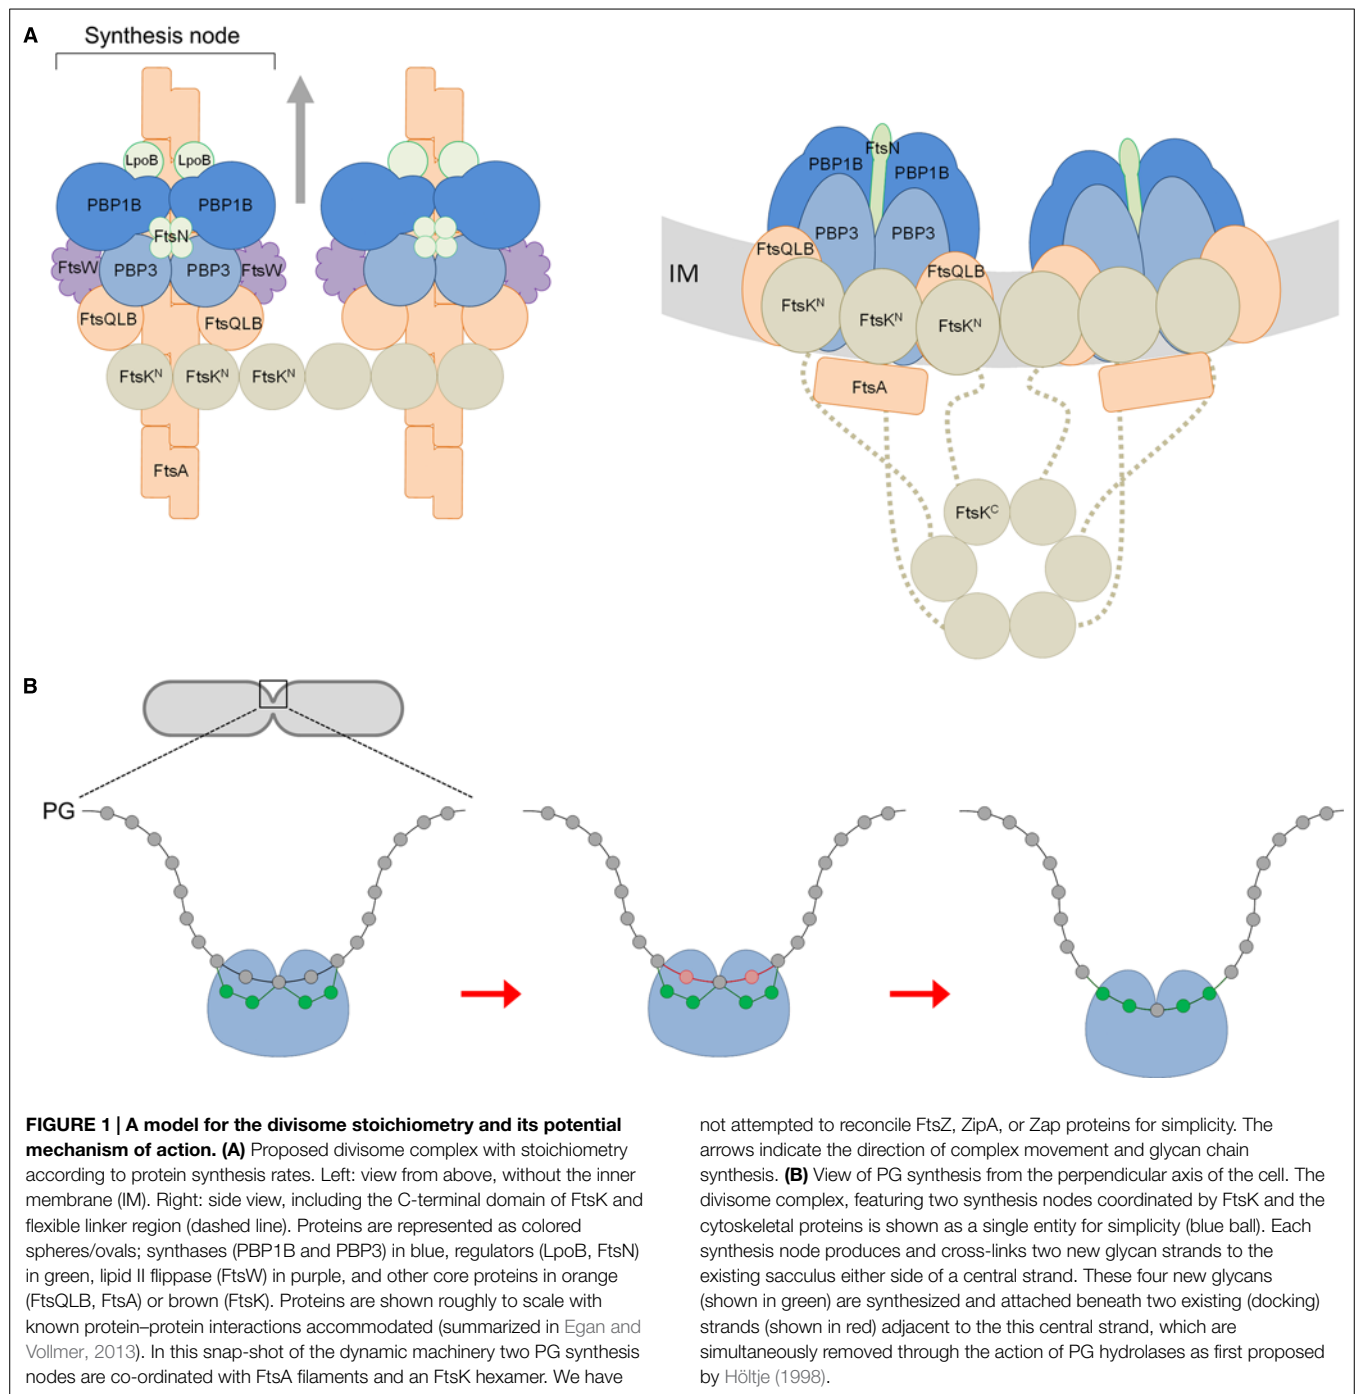 A
Synthesis node
LpoB LpoB
PBP1B PBP1B
FtsN
FtsW PBP3 PBP3 FtsW
FtsQLB FtsQLB
FtsKᴺ FtsKᴺ FtsKᴺ
FtsA
FtsN
PBP1B PBP1B
PBP3 PBP3
FtsQLB FtsQLB
IM
FtsKᴺ FtsKᴺ FtsKᴺ
FtsA
FtsKᶜ
B
PG
FIGURE 1 | A model for the divisome stoichiometry and its potential
mechanism of action. (A) Proposed divisome complex with stoichiometry
according to protein synthesis rates. Left: view from above, without the inner
membrane (IM). Right: side view, including the C-terminal domain of FtsK and
flexible linker region (dashed line). Proteins are represented as colored
spheres/ovals; synthases (PBP1B and PBP3) in blue, regulators (LpoB, FtsN)
in green, lipid II flippase (FtsW) in purple, and other core proteins in orange
(FtsQLB, FtsA) or brown (FtsK). Proteins are shown roughly to scale with
known protein–protein interactions accommodated (summarized in Egan and
Vollmer, 2013). In this snap-shot of the dynamic machinery two PG synthesis
nodes are co-ordinated with FtsA filaments and an FtsK hexamer. We have
not attempted to reconcile FtsZ, ZipA, or Zap proteins for simplicity. The
arrows indicate the direction of complex movement and glycan chain
synthesis. (B) View of PG synthesis from the perpendicular axis of the cell. The
divisome complex, featuring two synthesis nodes coordinated by FtsK and the
cytoskeletal proteins is shown as a single entity for simplicity (blue ball). Each
synthesis node produces and cross-links two new glycan strands to the
existing sacculus either side of a central strand. These four new glycans
(shown in green) are synthesized and attached beneath two existing (docking)
strands (shown in red) adjacent to the this central strand, which are
simultaneously removed through the action of PG hydrolases as first proposed
by Höltje (1998).